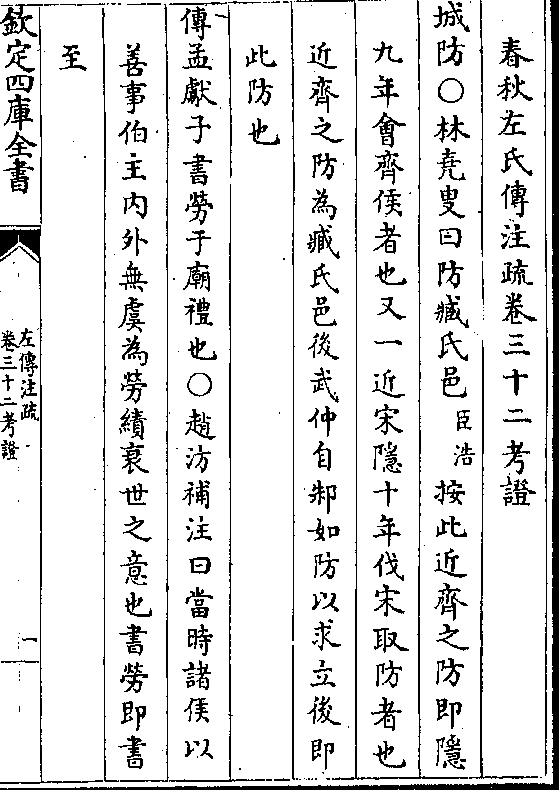 春秋左氏傳注疏卷三十二考證
城防○林堯叟曰防臧氏邑臣浩按此近齊之防即隱
九年會齊侯者也又一近宋隱十年伐宋取防者也
近齊之防為臧氏邑後武仲自邾如防以求立後即
此防也
傳孟獻子書勞于廟禮也○趙汸補注曰當時諸侯以
善事伯主内外無虞為勞績衰世之意也書勞即書
至
欽定四庫全書
左傳注疏
卷三十二考證
一